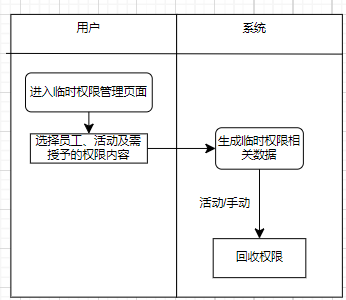 用户
系统
进入临时权限管理页面
选择员工、活动及需
授予的权限内容
生成临时权限相
关数据
活动/手动
回收权限